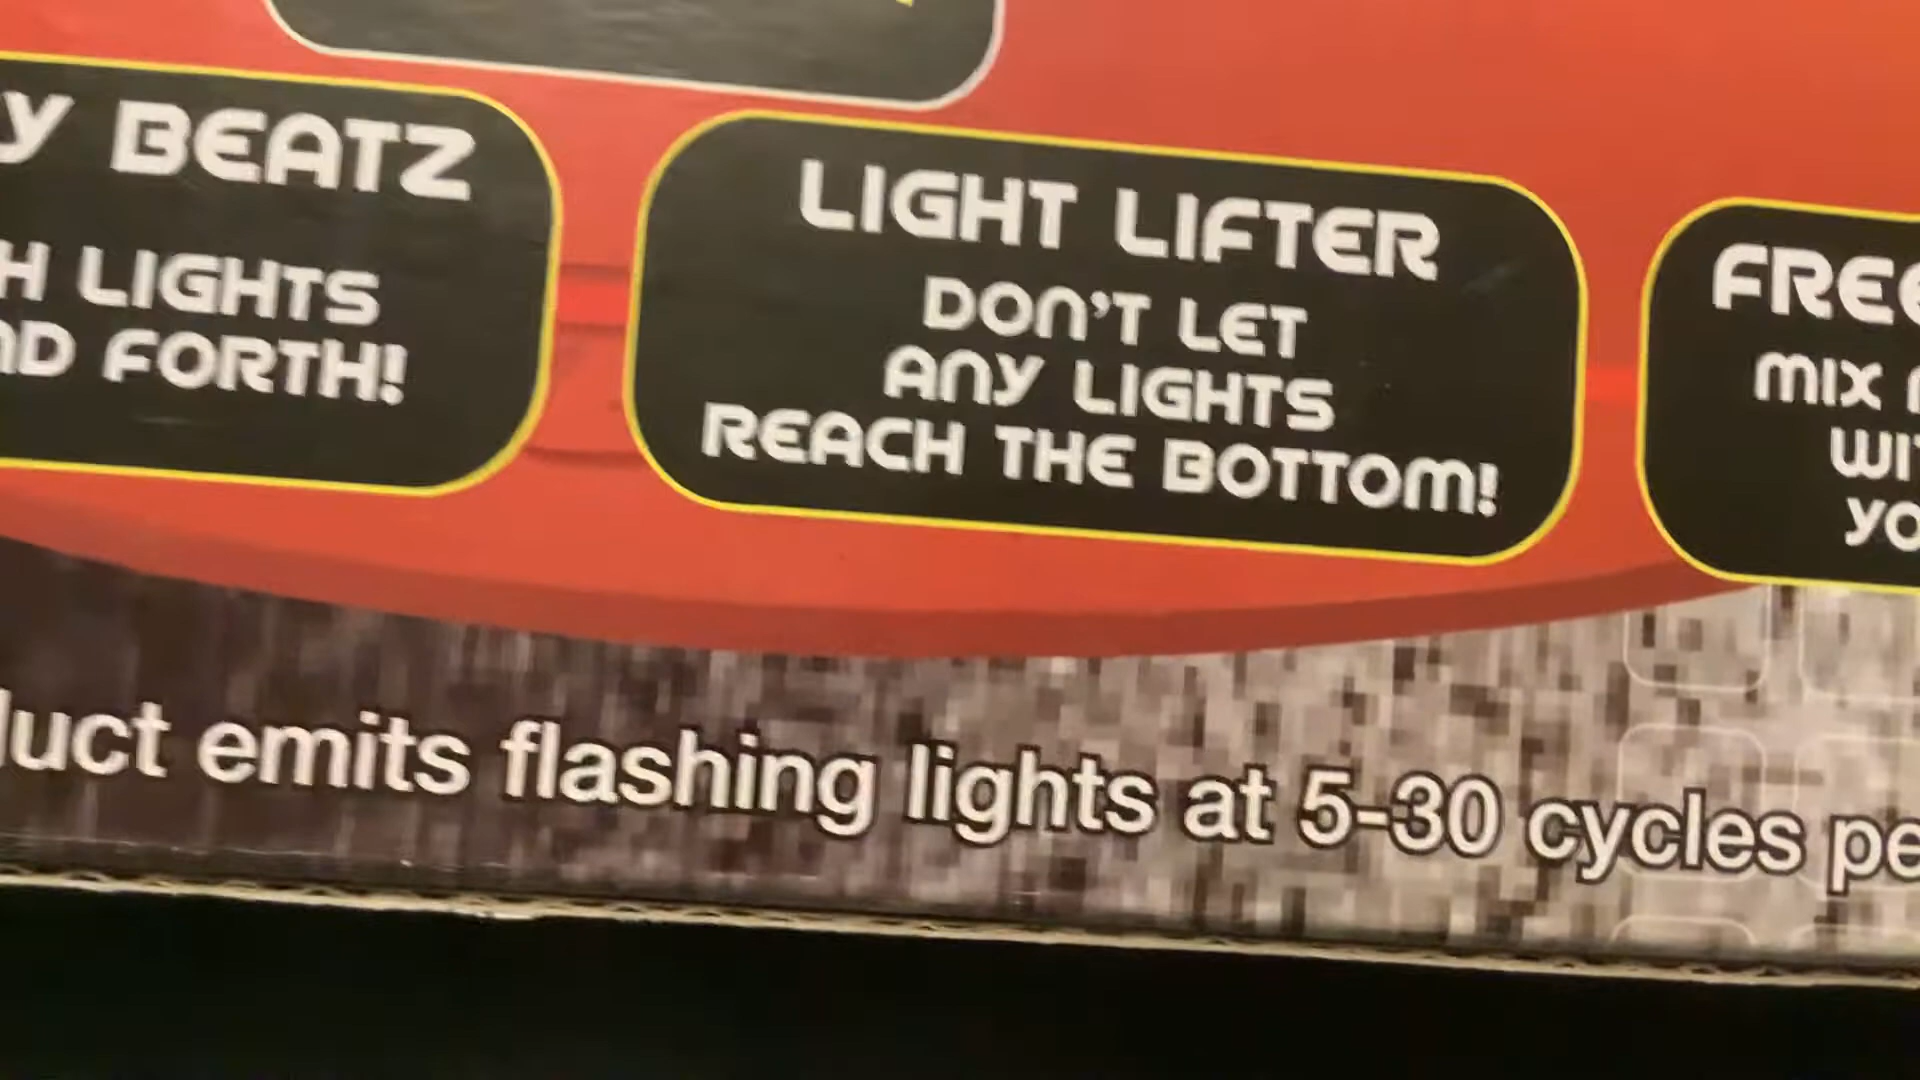 BEATZ
LIGHTS
FORTH!
LIGHT LIFTER
DON'T LET
ANY LIGHTS
REACH THE BOTTOM!
MIX
emits flashing lights at 5-30 cycles